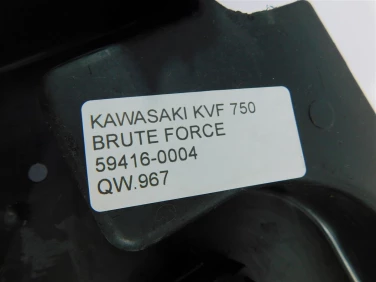 KAWASAKI KVF 750
BRUTE FORCE
59416-0004
QW.967